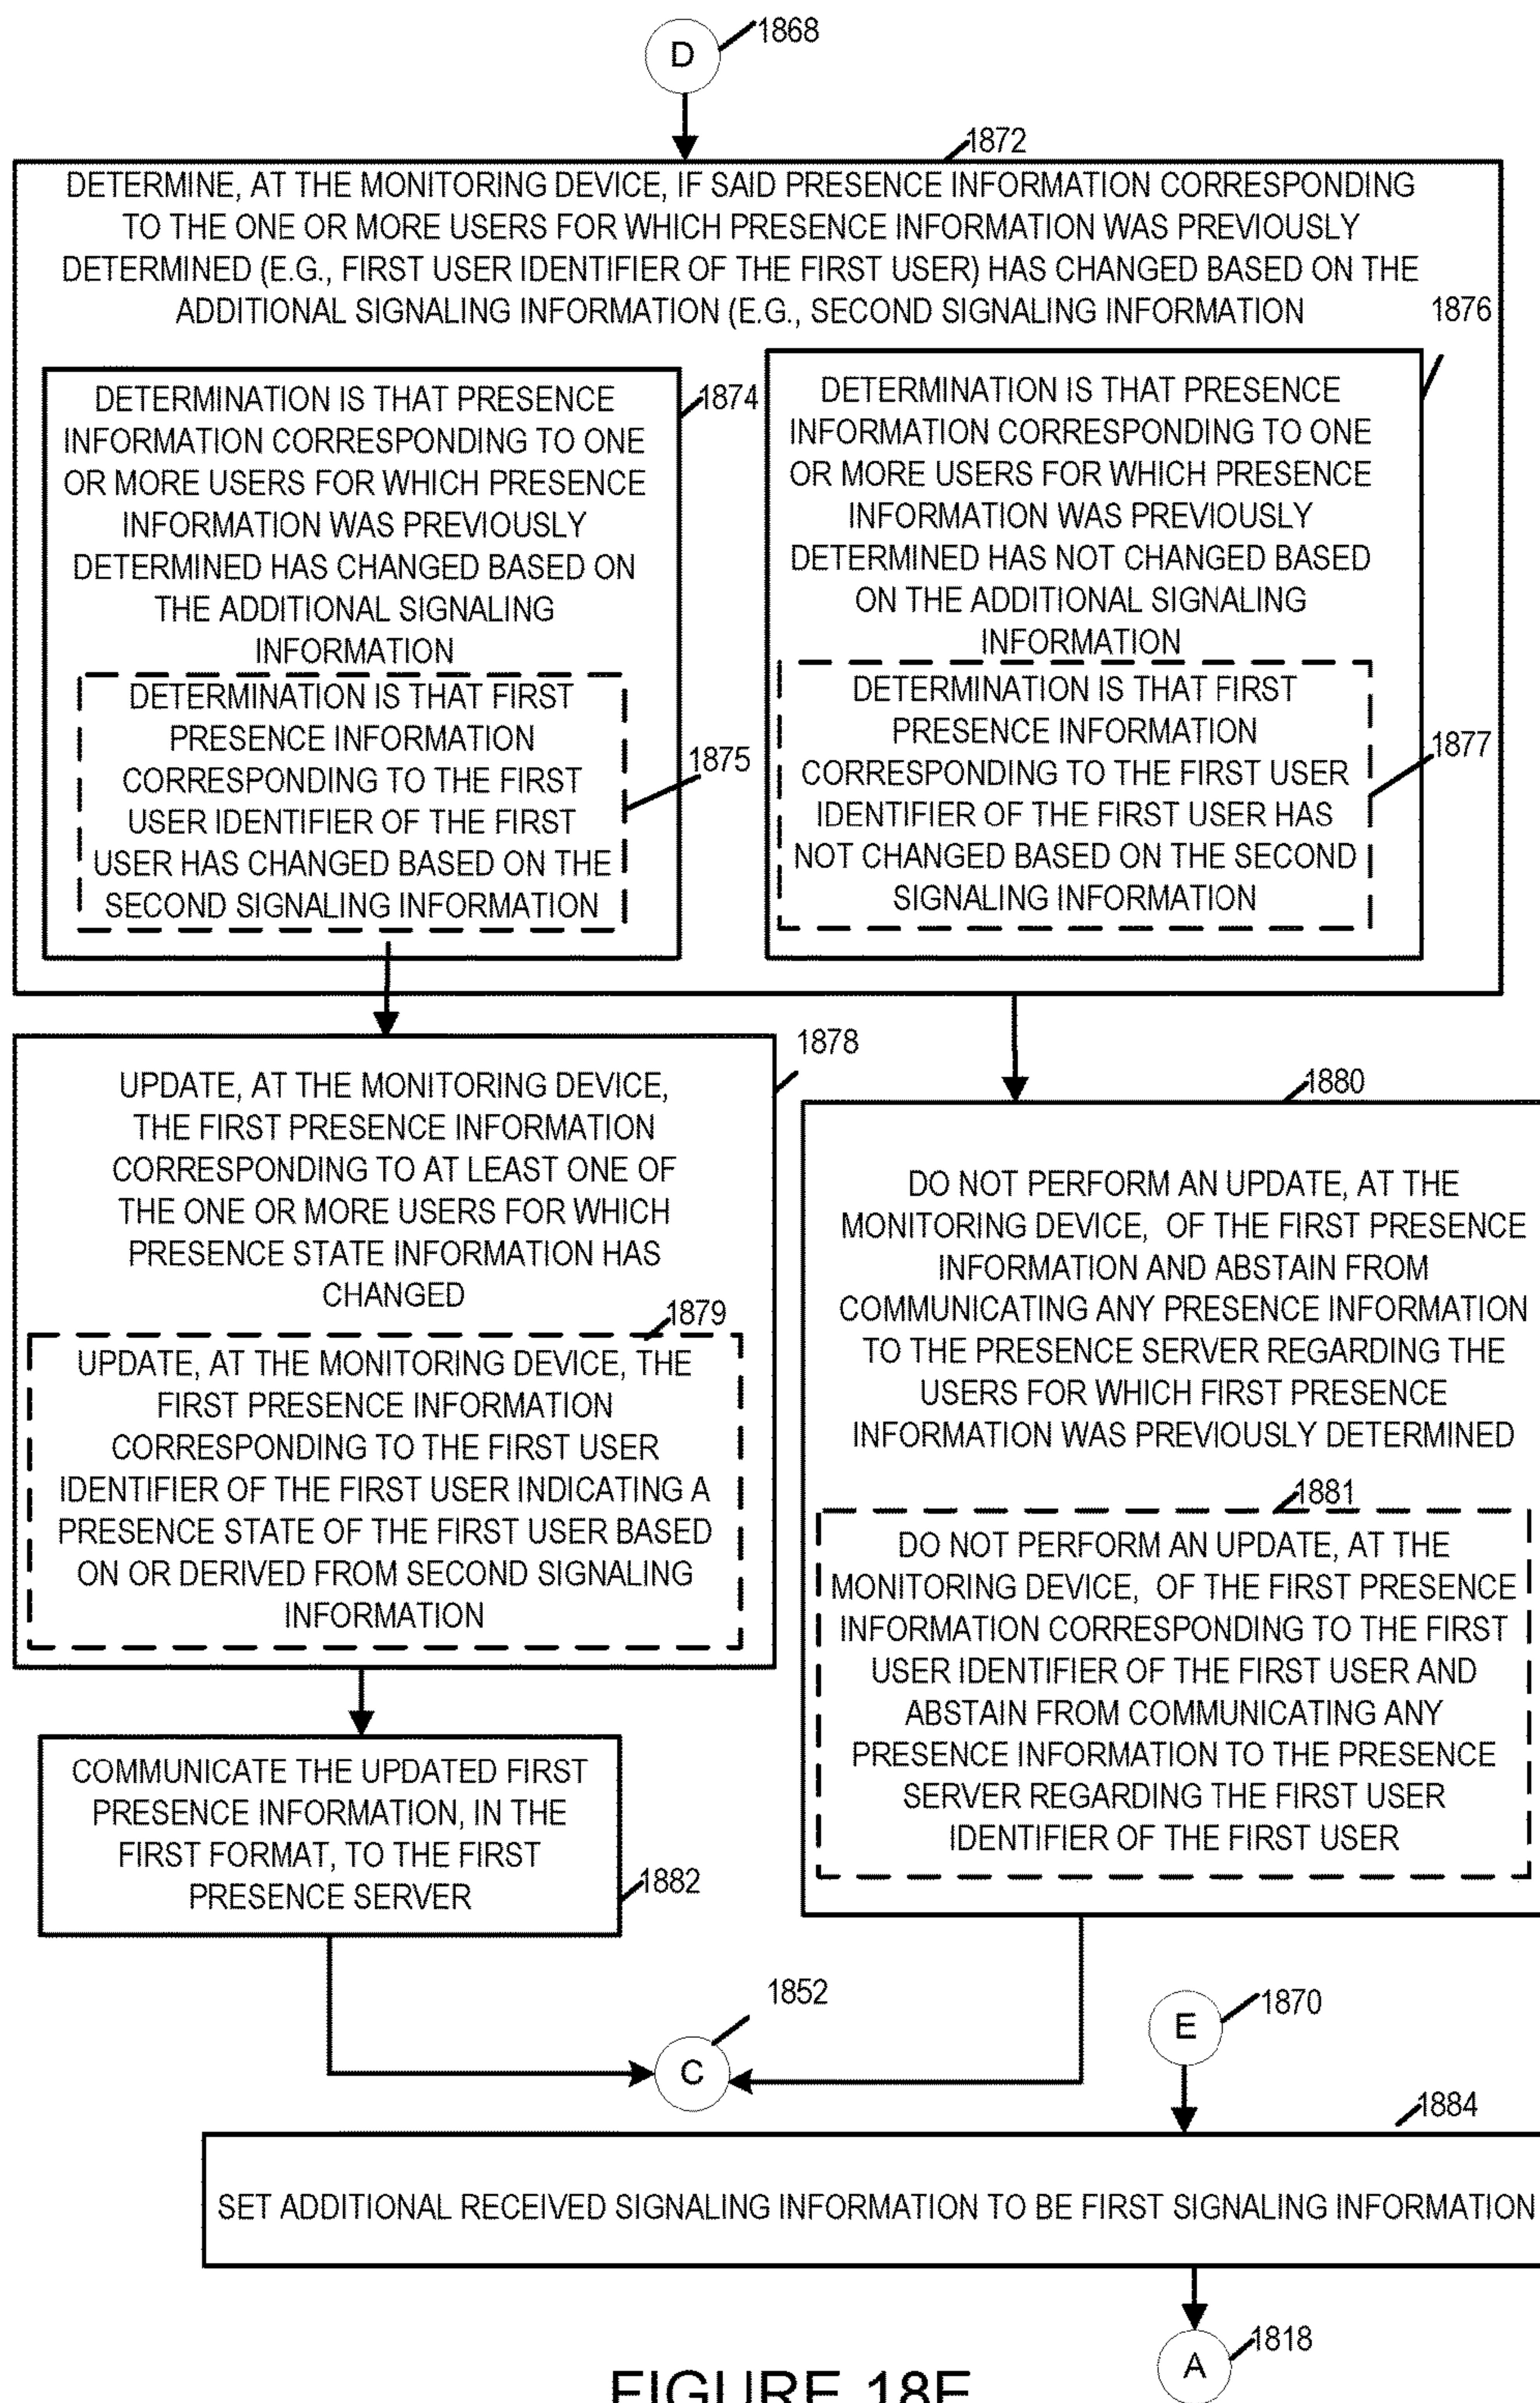 D
1868
1872
DETERMINE, AT THE MONITORING DEVICE, IF SAID PRESENCE INFORMATION CORRESPONDING
TO THE ONE OR MORE USERS FOR WHICH PRESENCE INFORMATION WAS PREVIOUSLY
DETERMINED (E.G., FIRST USER IDENTIFIER OF THE FIRST USER) HAS CHANGED BASED ON THE
ADDITIONAL SIGNALING INFORMATION (E.G., SECOND SIGNALING INFORMATION
1874
DETERMINATION IS THAT PRESENCE
INFORMATION CORRESPONDING TO ONE
OR MORE USERS FOR WHICH PRESENCE
INFORMATION WAS PREVIOUSLY
DETERMINED HAS CHANGED BASED ON
THE ADDITIONAL SIGNALING
INFORMATION
DETERMINATION IS THAT FIRST
PRESENCE INFORMATION
CORRESPONDING TO THE FIRST
USER IDENTIFIER OF THE FIRST
USER HAS CHANGED BASED ON THE
SECOND SIGNALING INFORMATION
1875
1876
DETERMINATION IS THAT PRESENCE
INFORMATION CORRESPONDING TO ONE
OR MORE USERS FOR WHICH PRESENCE
INFORMATION WAS PREVIOUSLY
DETERMINED HAS NOT CHANGED BASED
ON THE ADDITIONAL SIGNALING
INFORMATION
DETERMINATION IS THAT FIRST
PRESENCE INFORMATION
CORRESPONDING TO THE FIRST USER
IDENTIFIER OF THE FIRST USER HAS
NOT CHANGED BASED ON THE SECOND
SIGNALING INFORMATION
1877
1878
UPDATE, AT THE MONITORING DEVICE,
THE FIRST PRESENCE INFORMATION
CORRESPONDING TO AT LEAST ONE OF
THE ONE OR MORE USERS FOR WHICH
PRESENCE STATE INFORMATION HAS
CHANGED
1879
UPDATE, AT THE MONITORING DEVICE, THE
FIRST PRESENCE INFORMATION
CORRESPONDING TO THE FIRST USER
IDENTIFIER OF THE FIRST USER INDICATING A
PRESENCE STATE OF THE FIRST USER BASED
ON OR DERIVED FROM SECOND SIGNALING
INFORMATION
1880
DO NOT PERFORM AN UPDATE, AT THE
MONITORING DEVICE, OF THE FIRST PRESENCE
INFORMATION AND ABSTAIN FROM
COMMUNICATING ANY PRESENCE INFORMATION
TO THE PRESENCE SERVER REGARDING THE
USERS FOR WHICH FIRST PRESENCE
INFORMATION WAS PREVIOUSLY DETERMINED
1881
DO NOT PERFORM AN UPDATE, AT THE
MONITORING DEVICE, OF THE FIRST PRESENCE
INFORMATION CORRESPONDING TO THE FIRST
USER IDENTIFIER OF THE FIRST USER AND
ABSTAIN FROM COMMUNICATING ANY
PRESENCE INFORMATION TO THE PRESENCE
SERVER REGARDING THE FIRST USER
IDENTIFIER OF THE FIRST USER
COMMUNICATE THE UPDATED FIRST
PRESENCE INFORMATION, IN THE
FIRST FORMAT, TO THE FIRST
PRESENCE SERVER
1882
1852
C
E
1870
1884
SET ADDITIONAL RECEIVED SIGNALING INFORMATION TO BE FIRST SIGNALING INFORMATION
A
1818
FIGURE 18E